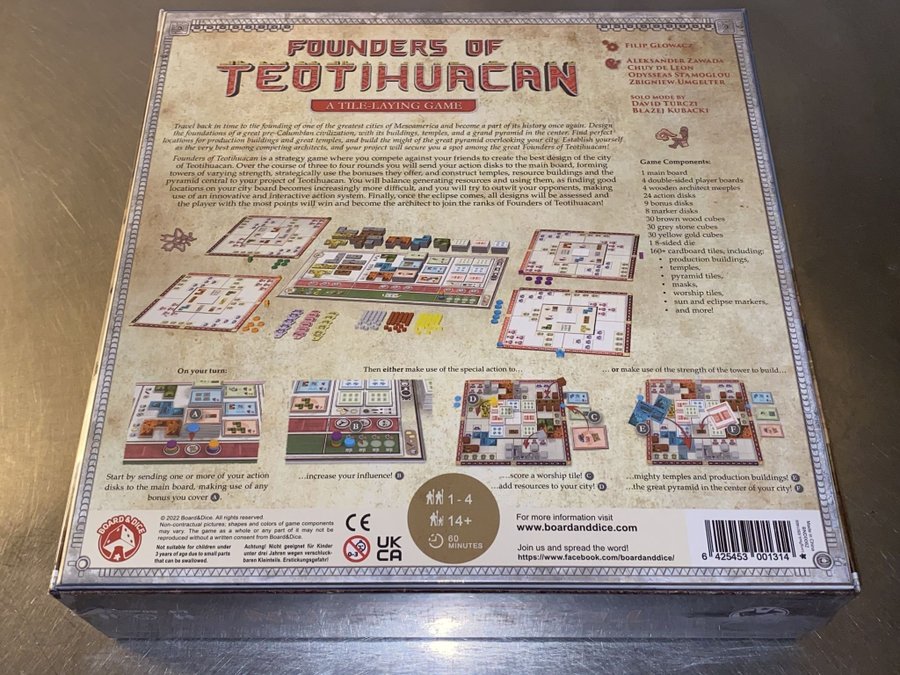 FOUNDERS OF
TEOTIHUACAN
A TILE-LAYING GAME
Travel back in time to the founding of one of the greatest cities of Mesoamerica and become a part of its history once again. Design
the foundations of a great pre-Columbian civilization, with its buildings, temples, and a grand pyramid in the center. Find perfect
locations for production buildings and great temples, and build the might of the great pyramid overlooking your city. Establish yourself
as the very best among competing architects, and your project will secure you a spot among the great Founders of Teotihuacan!
Founders of Teotihuacan is a strategy game where you compete against your friends to create the best design of the city
of Teotihuacan. Over the course of three to four rounds you will send your action disks to the main board, forming
towers of varying strength, strategically use the bonuses they offer, and construct temples, resource buildings and the
pyramid central to your project of Teotihuacan. You will balance generating resources and using them, as finding good
locations on your city board becomes increasingly more difficult, and you will try to outwit your opponents, making
use of an innovative and interactive action system. Finally, once the eclipse comes, all designs will be assessed and
the player with most points will win and become the architect to join the ranks of Founders of Teotihuacan!
FILIP GŁOWACZ
ALEKSANDER ZAWADA
CHUY DE LEÓN
ODYSSEAS STAMOGLOU
ZBIGNIEW UMGELTER
SOLO MODE BY
DÁVID TURCZI
BŁAŻEJ KUBACKI
Game Components:
1 main board
4 double-sided player boards
4 wooden architect meeples
24 action disks
9 bonus disks
8 marker disks
30 brown wood cubes
30 grey stone cubes
30 yellow gold cubes
1 8-sided die
160+ cardboard tiles, including:
• production buildings,
• temples,
• pyramid tiles,
• masks,
• worship tiles,
• sun and eclipse markers,
and more!
On your turn:
Then either make use of the special action to…
… or make use of the strength of the tower to build…
A
B
D
C
E
F
Start by sending one or more of your action
disks to the main board, making use of any
bonus you cover A.
…increase your influence! B
…score a worship tile! C
…add resources to your city! D
…mighty temples and production buildings! E
…the great pyramid in the center of your city! F
BOARD & DICE
© 2022 Board&Dice. All rights reserved.
Non-contractual pictures; shapes and colors of game components
may vary. The game as a whole or any part of it may not be
reproduced without a written consent from Board&Dice.
Not suitable for children under
3 years of age due to small parts
that can be swallowed.
Achtung! Nicht geeignet für Kinder
unter drei Jahren wegen verschluck-
baren Kleinteile. Erstickungsgefahr!
CE
0-3
UK
CA
1 - 4
14+
60
MINUTES
For more information visit
www.boardanddice.com
Join us and spread the word!
https://www.facebook.com/boardanddice/
6 425453 001314